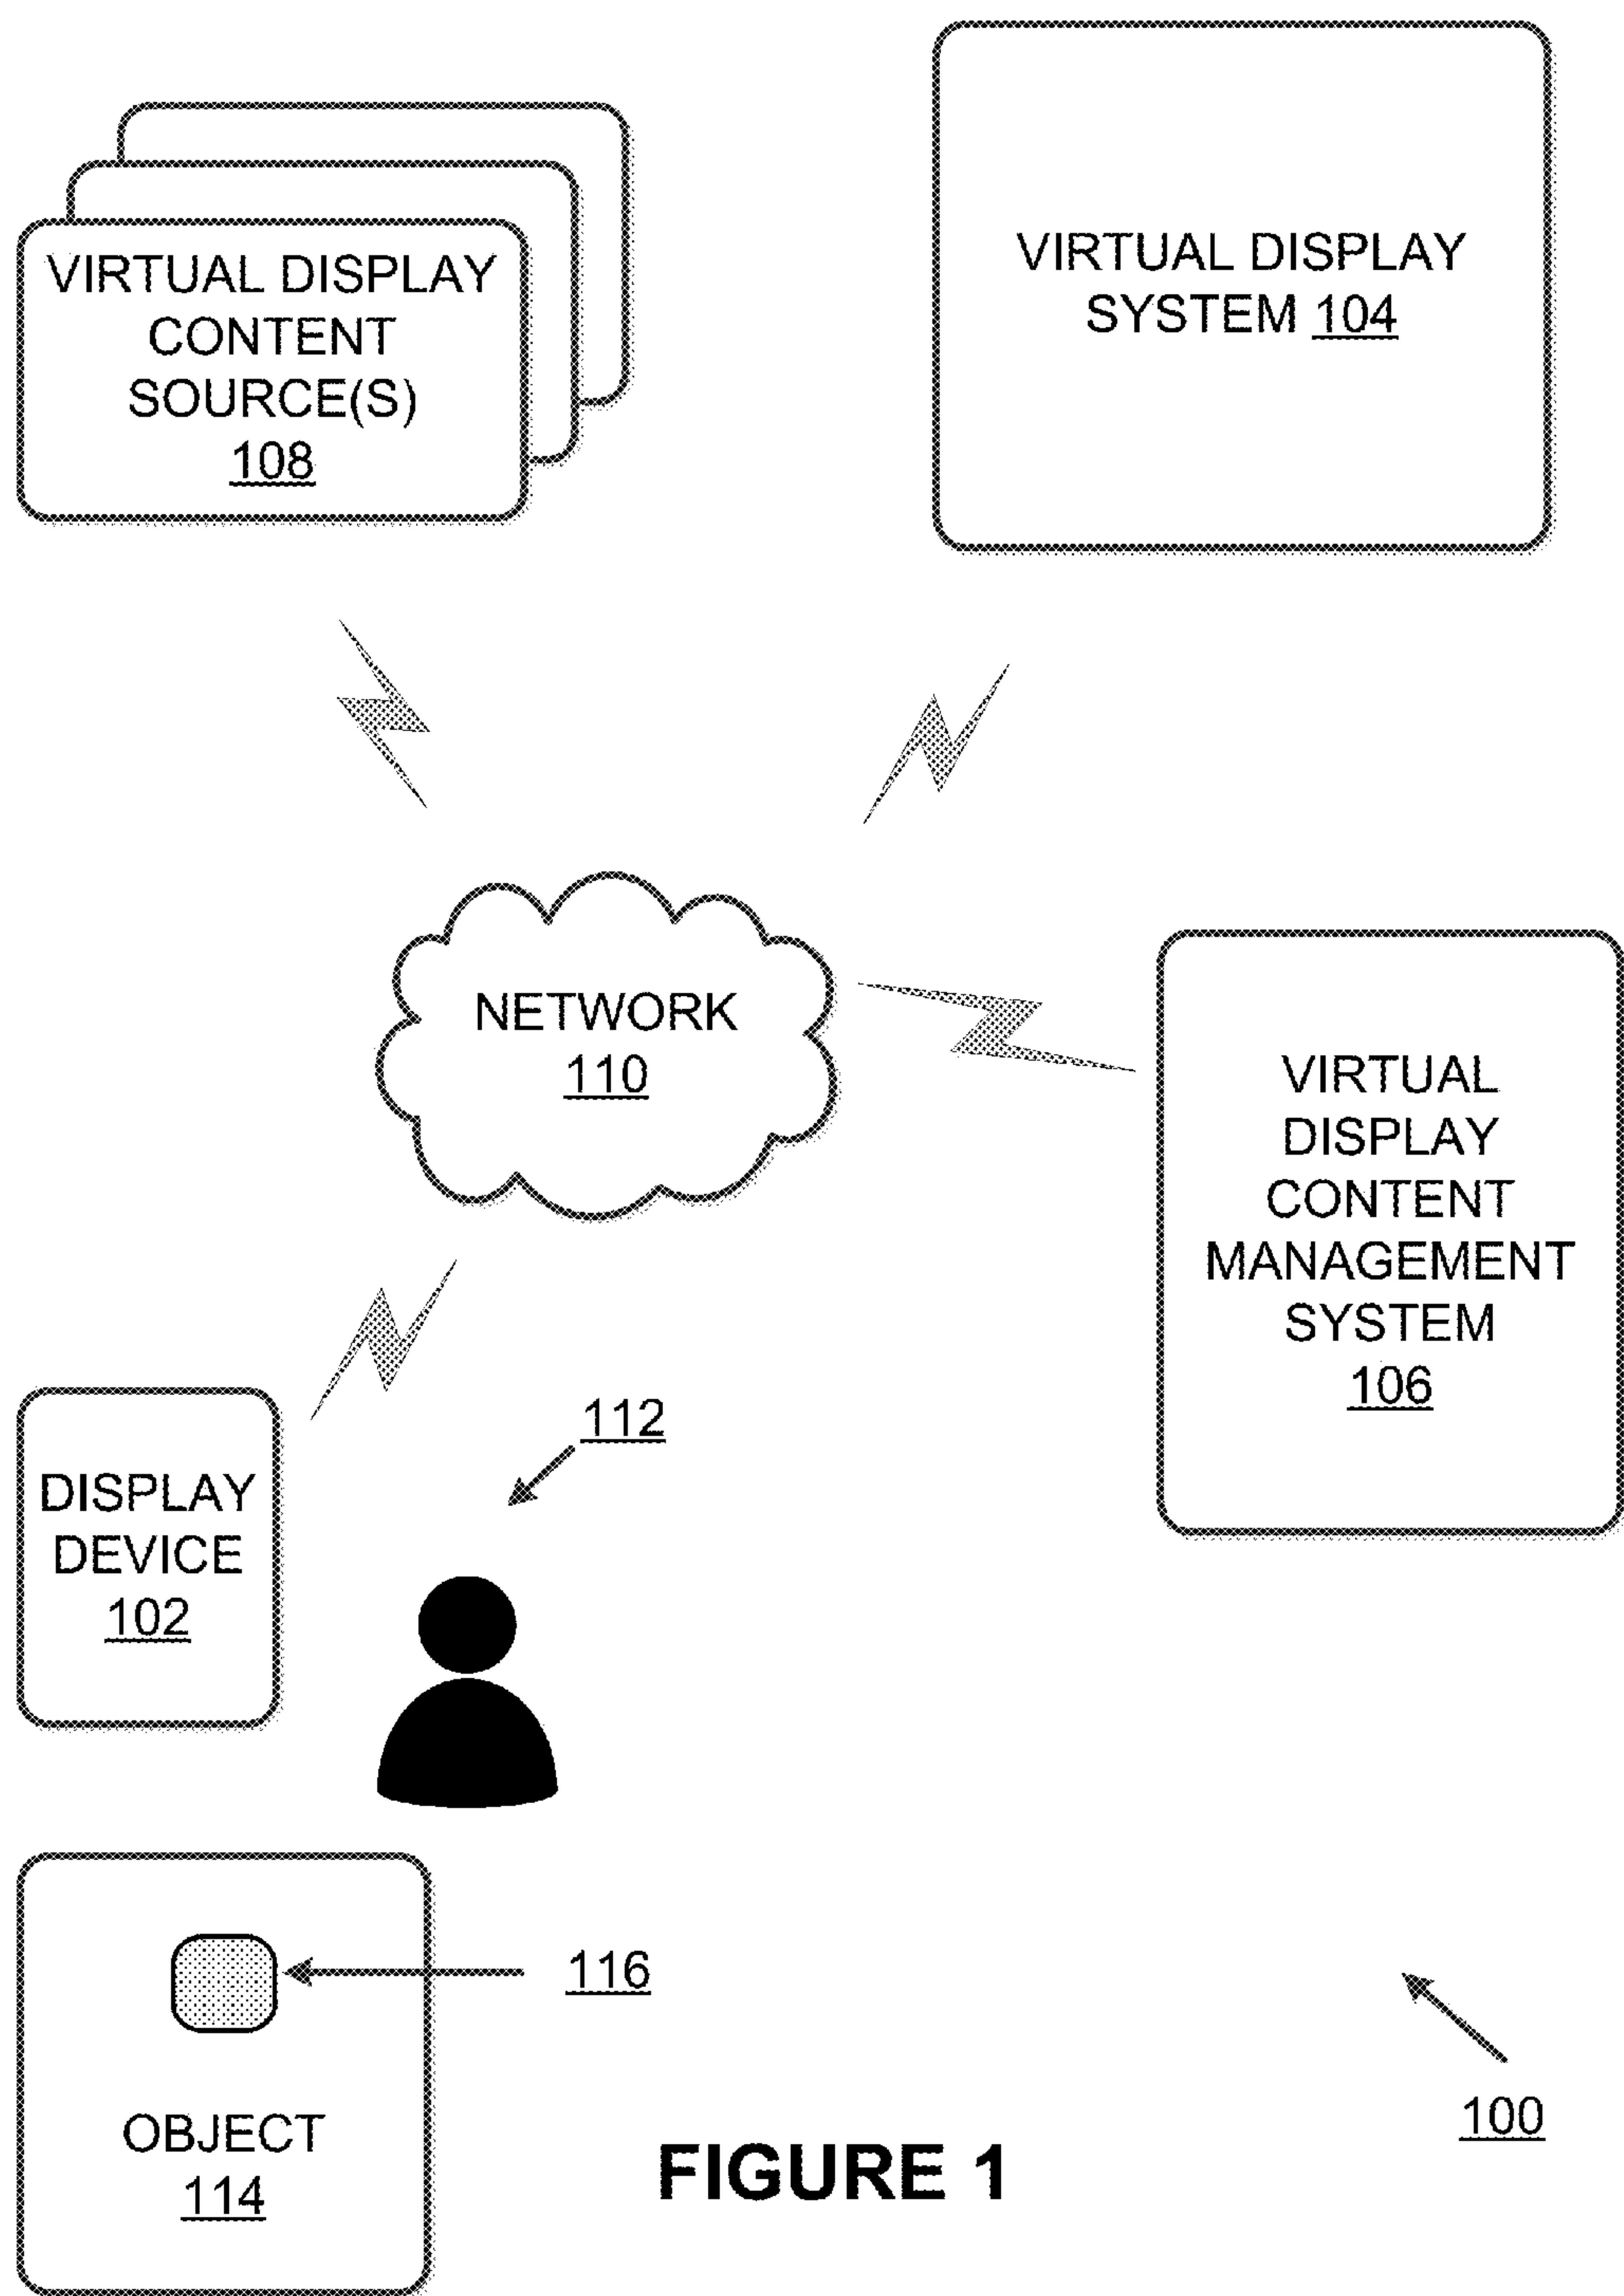 VIRTUAL DISPLAY
CONTENT
SOURCE(S)
108
VIRTUAL DISPLAY
SYSTEM 104
NETWORK
110
VIRTUAL
DISPLAY
CONTENT
MANAGEMENT
SYSTEM
106
112
DISPLAY
DEVICE
102
116
OBJECT
114
100
FIGURE 1